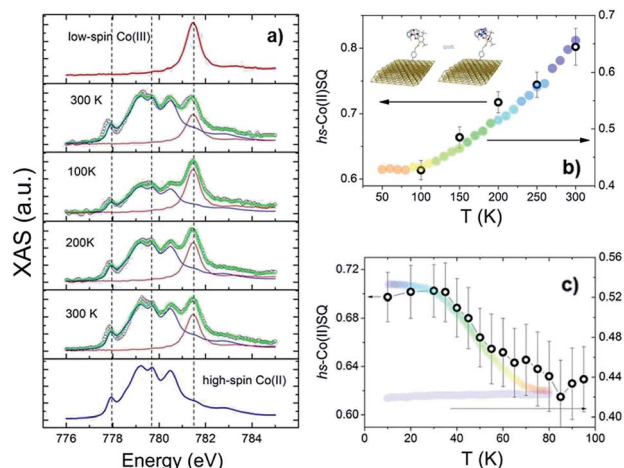 XAS (a.u.)
a)
low-spin Co(III)
300 K
100K
200K
300 K
high-spin Co(II)
776 778 780 782 784
Energy (eV)
hs-Co(II)SQ
0.8
0.7
0.6
0.7
0.6
0.5
0.4
b)
50 100 150 200 250 300
T (K)
hs-Co(II)SQ
0.72
0.68
0.64
0.60
0.56
0.52
0.48
0.44
0.40
c)
0 20 40 60 80 100
T (K)